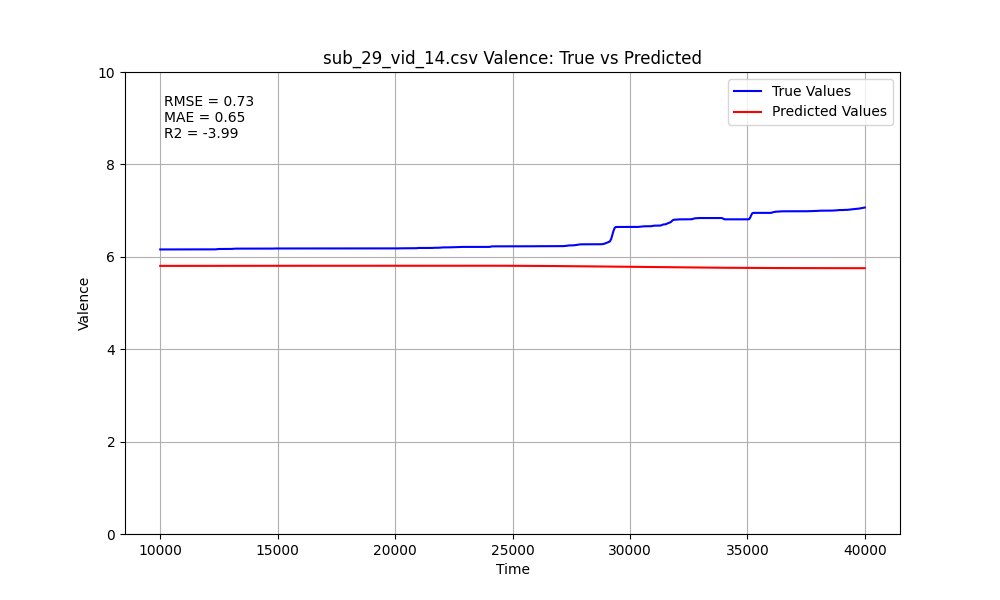 sub_29_vid_14.csv Valence: True vs Predicted
RMSE = 0.73
MAE = 0.65
R2 = -3.99
True Values
Predicted Values
10
8
6
4
2
0
Valence
10000 15000 20000 25000 30000 35000 40000
Time